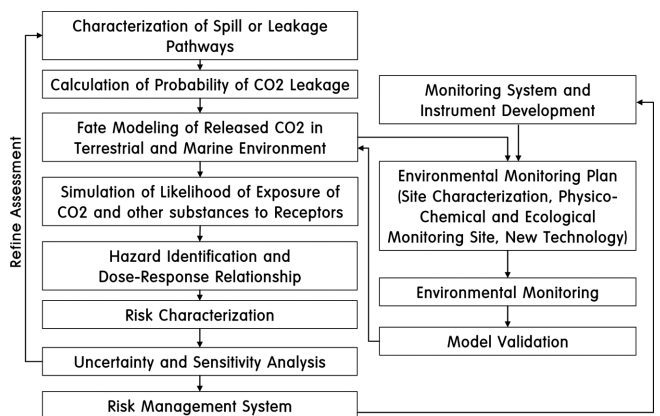 Characterization of Spill or Leakage
Pathways
Calculation of Probability of CO2 Leakage
Fate Modeling of Released CO2 in
Terrestrial and Marine Environment
Simulation of Likelihood of Exposure of
CO2 and other substances to Receptors
Hazard Identification and
Dose-Response Relationship
Risk Characterization
Uncertainty and Sensitivity Analysis
Risk Management System
Refine Assessment
Monitoring System and
Instrument Development
Environmental Monitoring Plan
(Site Characterization, Physico-
Chemical and Ecological
Monitoring Site, New Technology)
Environmental Monitoring
Model Validation